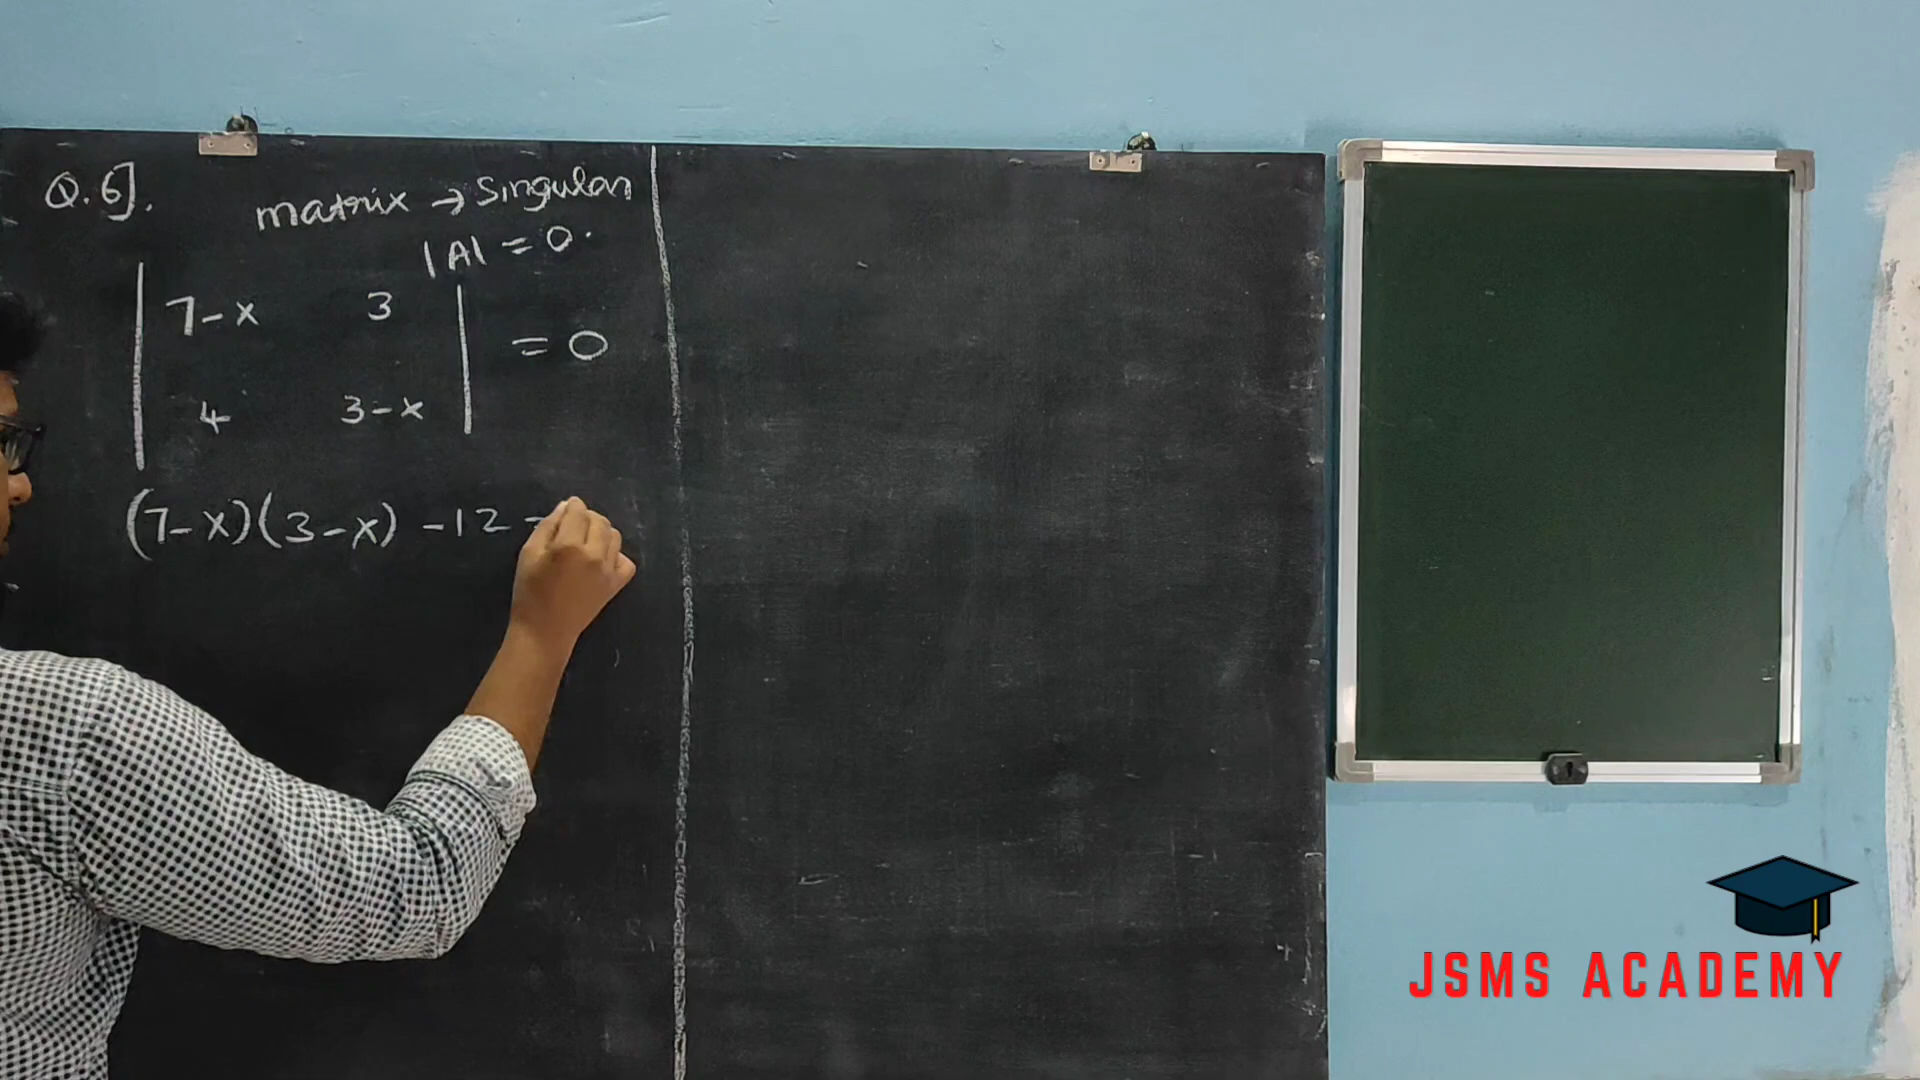 Q.6].
matrix → Singular
|A| = 0.
7-x 3
= 0
4 3-x
(7-x)(3-x) -12 =
JSMS ACADEMY